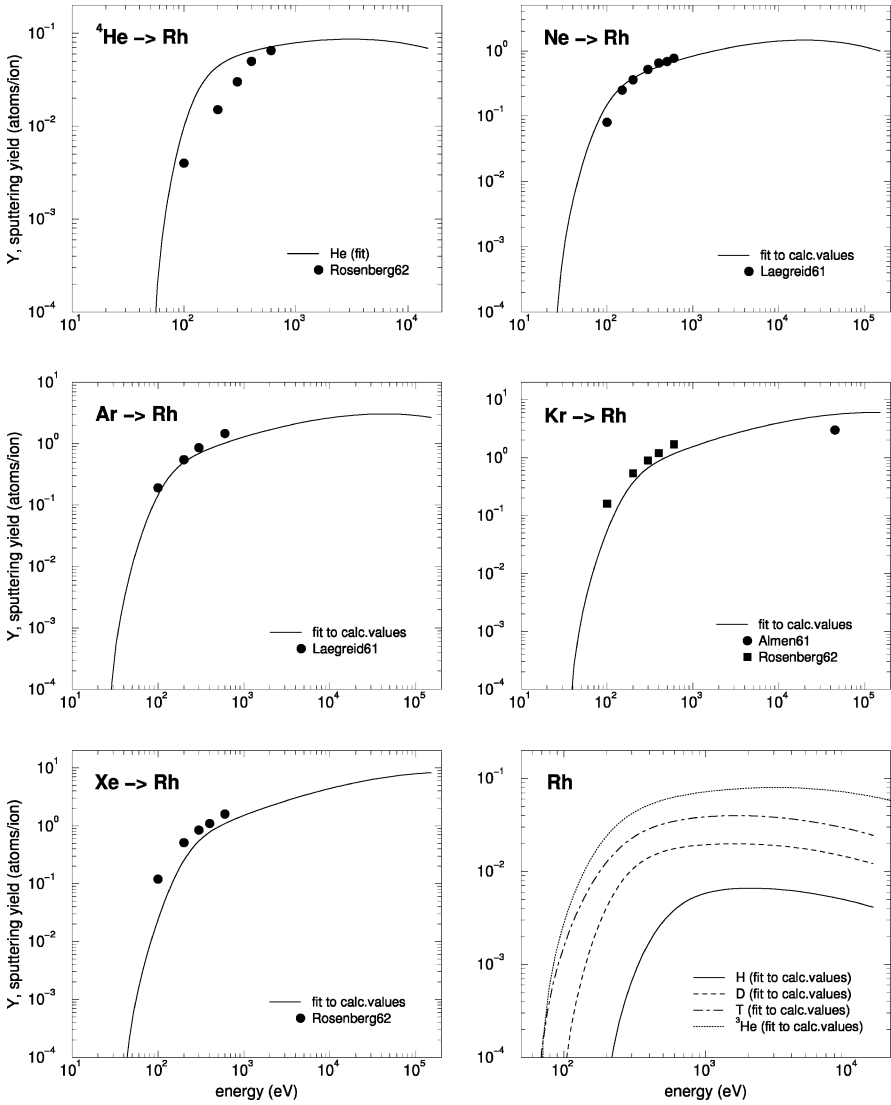 ⁴He –> Rh
Y, sputtering yield (atoms/ion)
10⁻¹
10⁻²
10⁻³
10⁻⁴
He (fit)
Rosenberg62
10¹ 10² 10³ 10⁴
Ne –> Rh
10⁰
10⁻¹
10⁻²
10⁻³
10⁻⁴
fit to calc.values
Laegreid61
10¹ 10² 10³ 10⁴ 10⁵
Ar –> Rh
Y, sputtering yield (atoms/ion)
10¹
10⁰
10⁻¹
10⁻²
10⁻³
10⁻⁴
fit to calc.values
Laegreid61
10¹ 10² 10³ 10⁴ 10⁵
Kr –> Rh
10¹
10⁰
10⁻¹
10⁻²
10⁻³
10⁻⁴
fit to calc.values
Almen61
Rosenberg62
10¹ 10² 10³ 10⁴ 10⁵
Xe –> Rh
Y, sputtering yield (atoms/ion)
10¹
10⁰
10⁻¹
10⁻²
10⁻³
10⁻⁴
fit to calc.values
Rosenberg62
10¹ 10² 10³ 10⁴ 10⁵
energy (eV)
Rh
10⁻¹
10⁻²
10⁻³
10⁻⁴
H (fit to calc.values)
D (fit to calc.values)
T (fit to calc.values)
³He (fit to calc.values)
10² 10³ 10⁴
energy (eV)